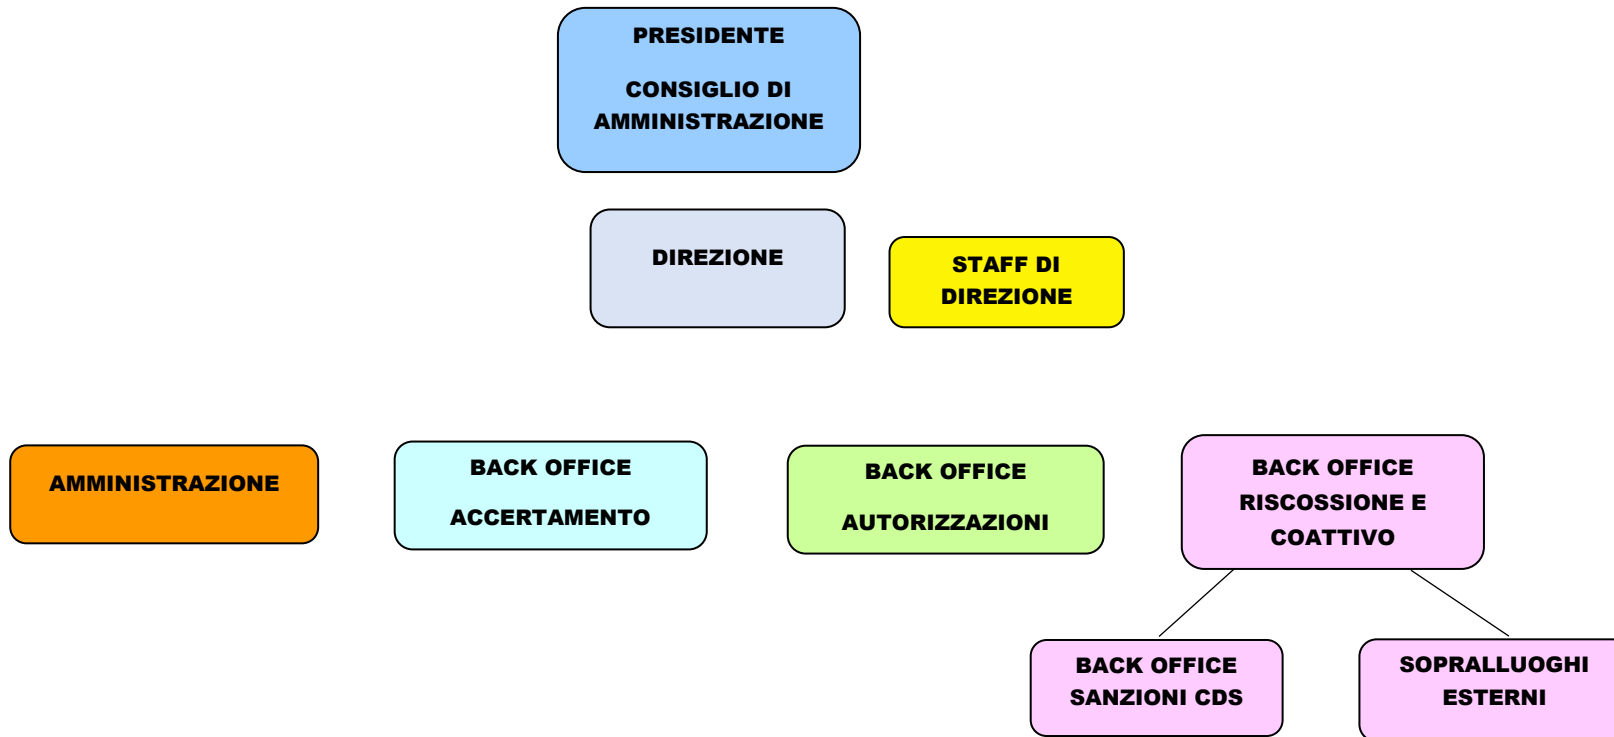 PRESIDENTE
CONSIGLIO DI
AMMINISTRAZIONE
DIREZIONE
STAFF DI
DIREZIONE
AMMINISTRAZIONE
BACK OFFICE
ACCERTAMENTO
BACK OFFICE
AUTORIZZAZIONI
BACK OFFICE
RISCOSSIONE E
COATTIVO
BACK OFFICE
SANZIONI CDS
SOPRALLUOGHI
ESTERNI